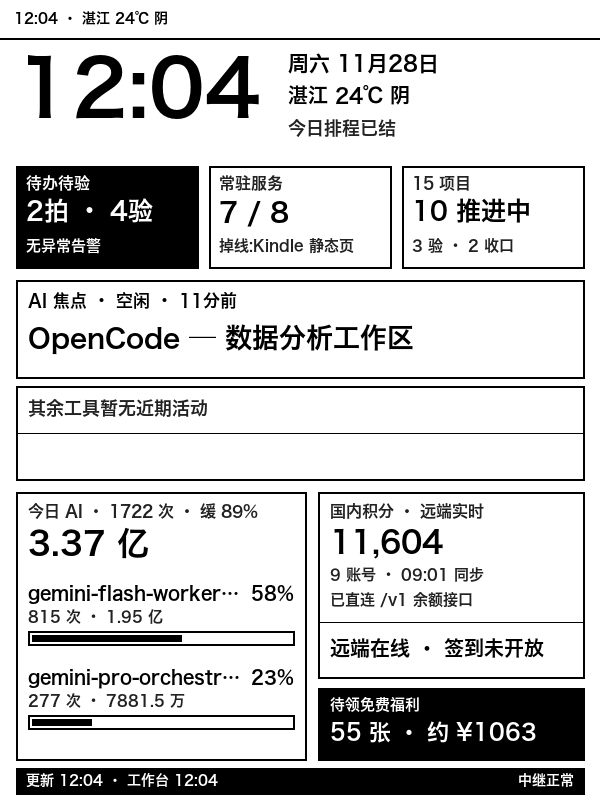 12:04 · 湛江 24℃ 阴
12:04
周六 11月28日
湛江 24℃ 阴
今日排程已结
待办待验
2拍 · 4验
无异常告警
常驻服务
7 / 8
掉线:Kindle 静态页
15 项目
10 推进中
3 验 · 2 收口
AI 焦点 · 空闲 · 11分前
OpenCode — 数据分析工作区
其余工具暂无近期活动
今日 AI · 1722 次 · 缓 89%
3.37 亿
gemini-flash-worker… 58%
815 次 · 1.95 亿
gemini-pro-orchestr… 23%
277 次 · 7881.5 万
国内积分 · 远端实时
11,604
9 账号 · 09:01 同步
已直连 /v1 余额接口
远端在线 · 签到未开放
待领免费福利
55 张 · 约 ¥1063
更新 12:04 · 工作台 12:04
中继正常